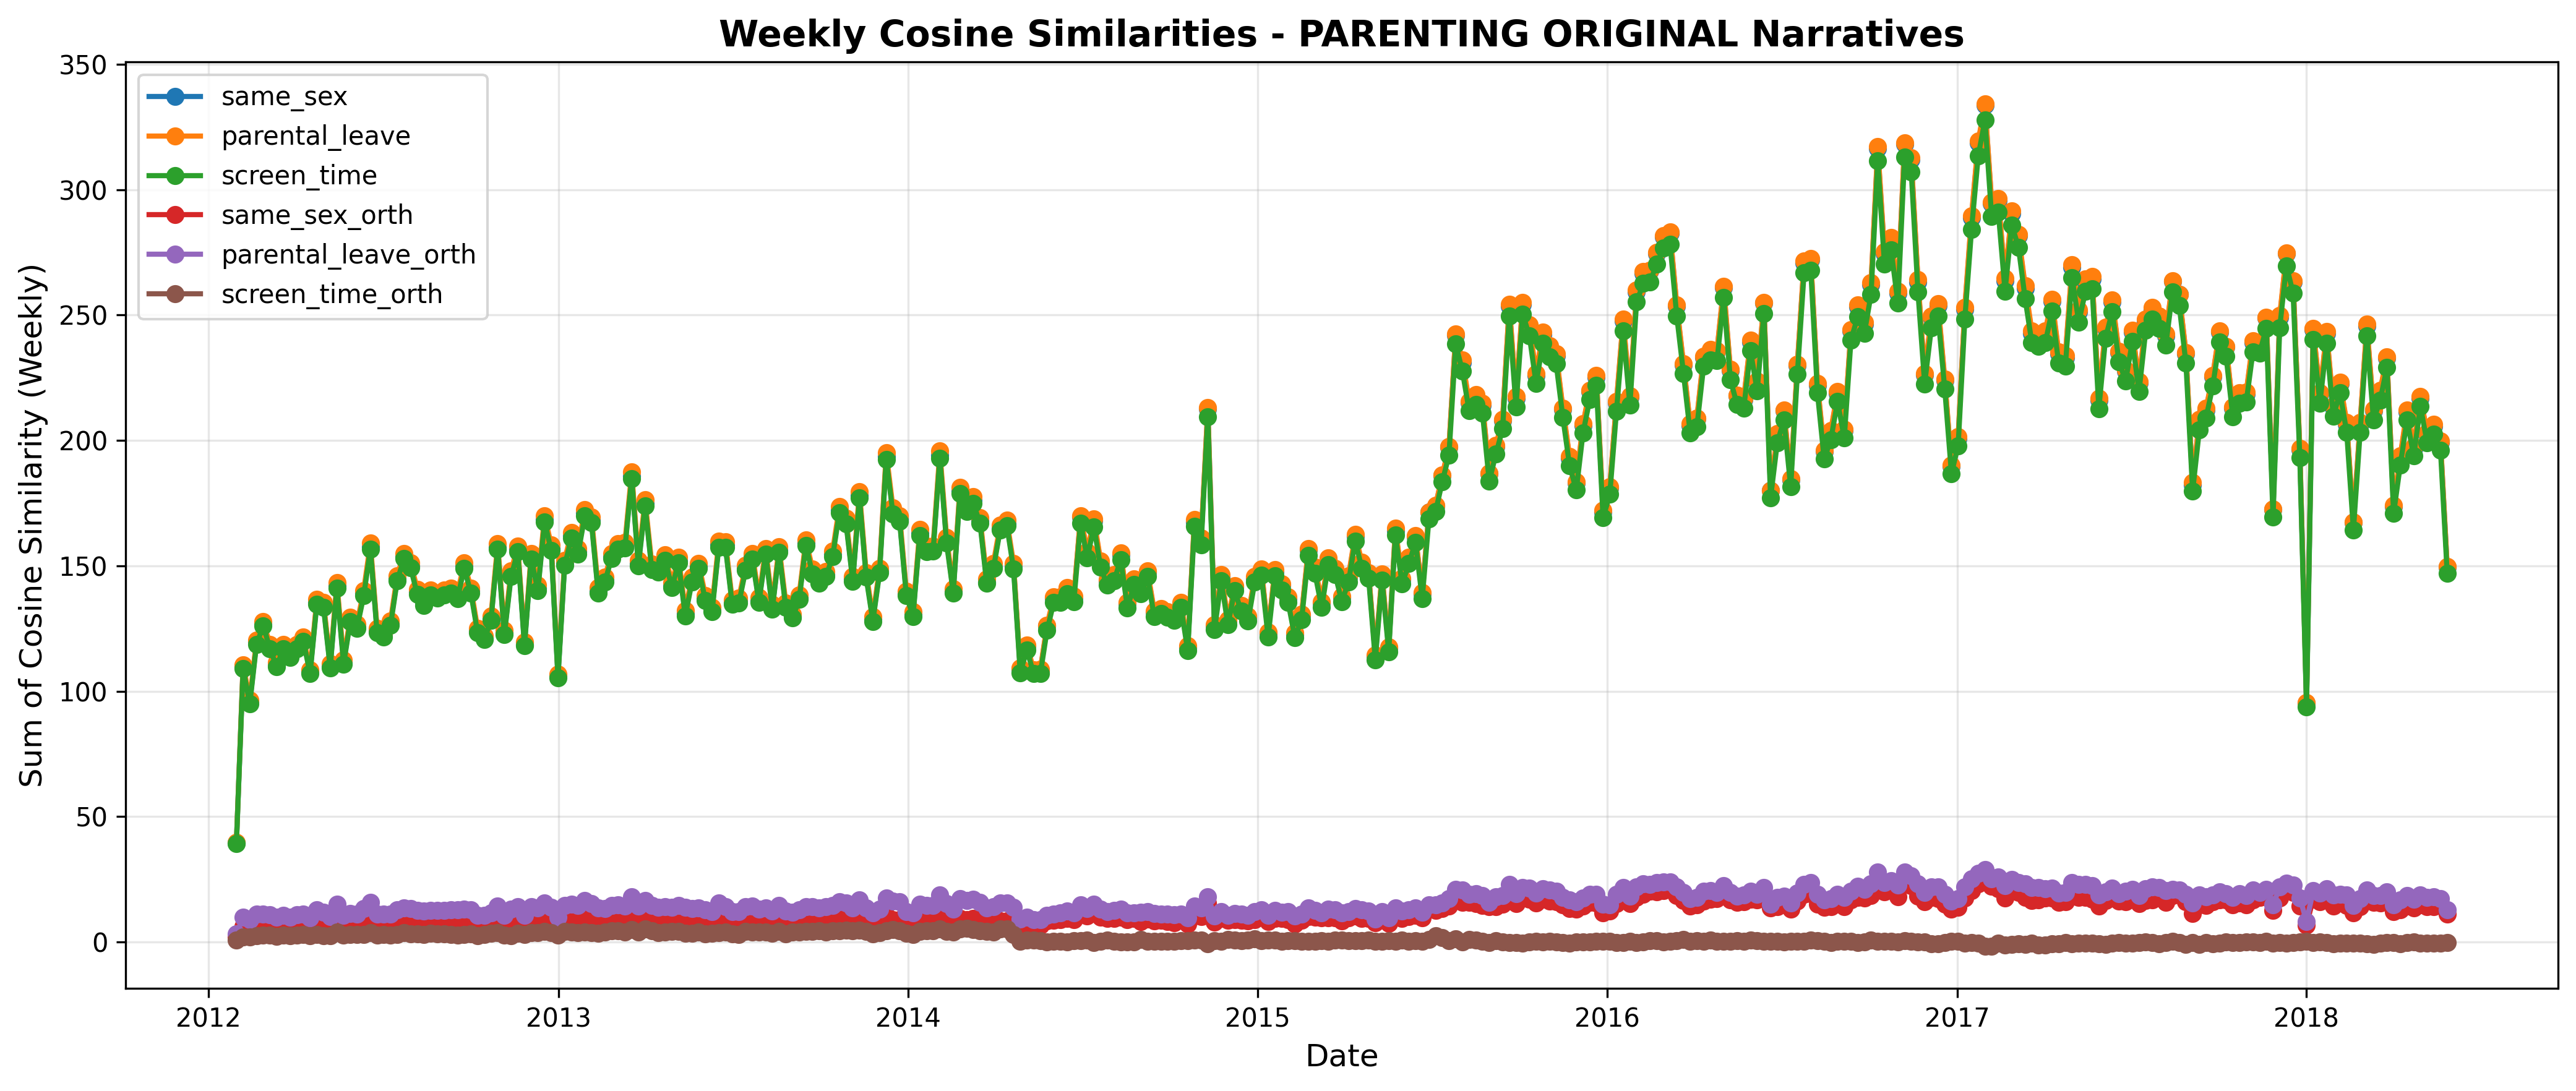 Weekly Cosine Similarities - PARENTING ORIGINAL Narratives
Sum of Cosine Similarity (Weekly)
350
300
250
200
150
100
50
0
same_sex
parental_leave
screen_time
same_sex_orth
parental_leave_orth
screen_time_orth
2012 2013 2014 2015 2016 2017 2018
Date